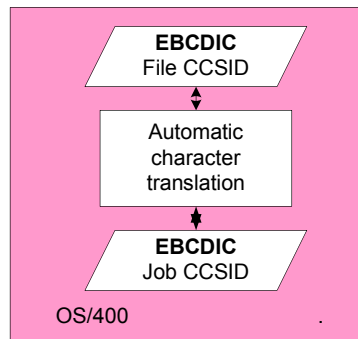 EBCDIC
File CCSID
Automatic
character
translation
EBCDIC
Job CCSID
OS/400 .